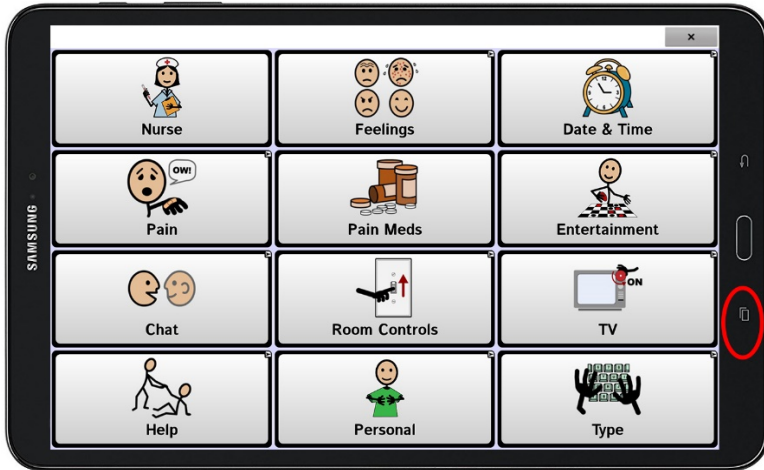 ×
Nurse
Feelings
Date & Time
OW!
Pain
Pain Meds
Entertainment
SAMSUNG
Chat
Room Controls
ON
TV
Help
Personal
Type